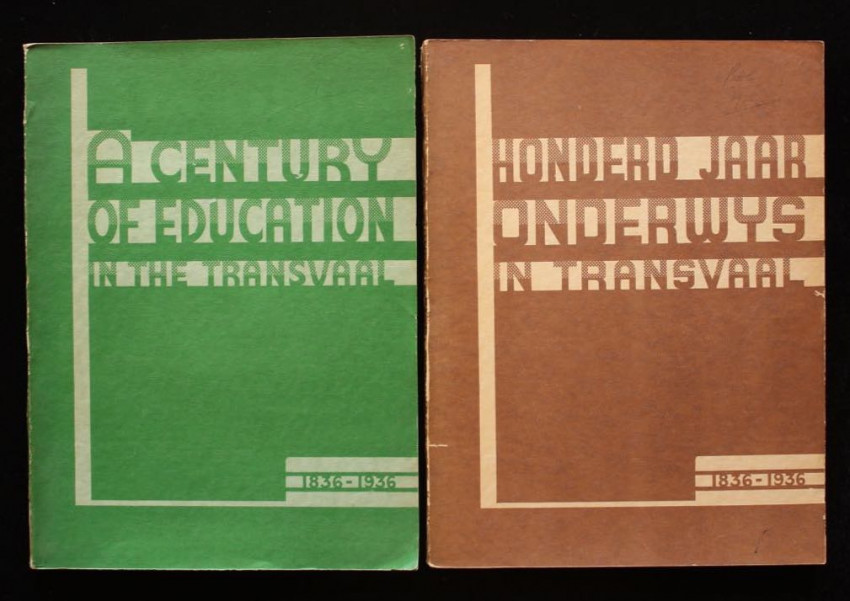 A CENTURY
OF EDUCATION
IN THE TRANSVAAL
1836-1936
HONDERD JAAR
ONDERWYS
IN TRANSVAAL
1836-1936